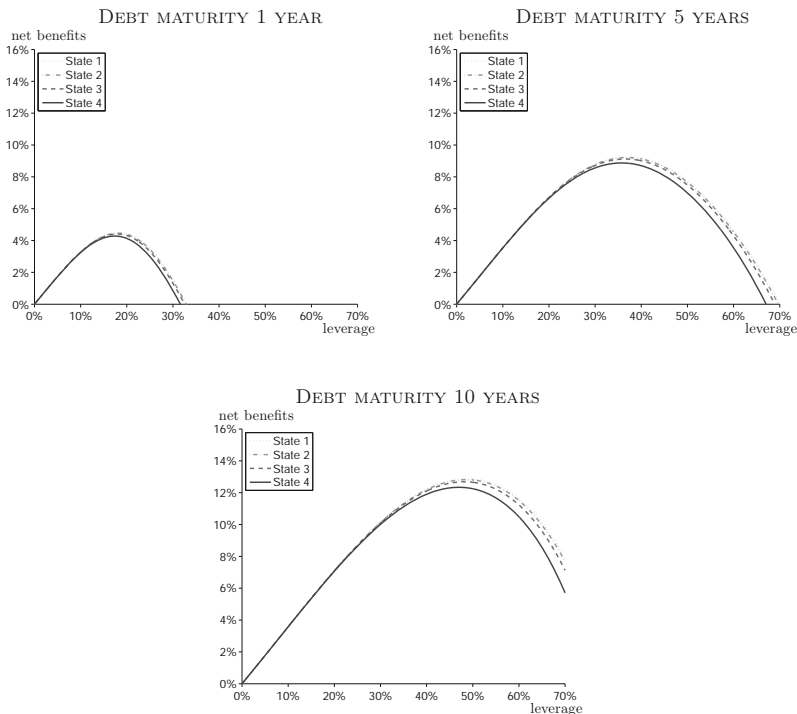 DEBT MATURITY 1 YEAR
net benefits
16%
14%
12%
10%
8%
6%
4%
2%
0%
State 1
State 2
State 3
State 4
0% 10% 20% 30% 40% 50% 60% 70%
leverage
DEBT MATURITY 5 YEARS
net benefits
16%
14%
12%
10%
8%
6%
4%
2%
0%
State 1
State 2
State 3
State 4
0% 10% 20% 30% 40% 50% 60% 70%
leverage
DEBT MATURITY 10 YEARS
net benefits
16%
14%
12%
10%
8%
6%
4%
2%
0%
State 1
State 2
State 3
State 4
0% 10% 20% 30% 40% 50% 60% 70%
leverage